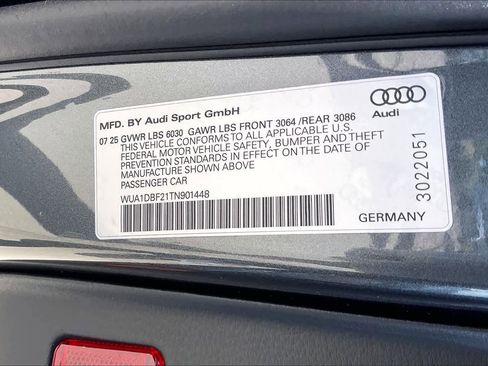 MFD. BY Audi Sport GmbH
07 25 GVWR LBS 6030 GAWR LBS FRONT 3064 /REAR 3086
THIS VEHICLE CONFORMS TO ALL APPLICABLE U.S.
FEDERAL MOTOR VEHICLE SAFETY, BUMPER AND THEFT
PREVENTION STANDARDS IN EFFECT ON THE DATE OF
MANUFACTURE SHOWN ABOVE
PASSENGER CAR
WUA1DBF21TN901448
Audi
3022051
GERMANY